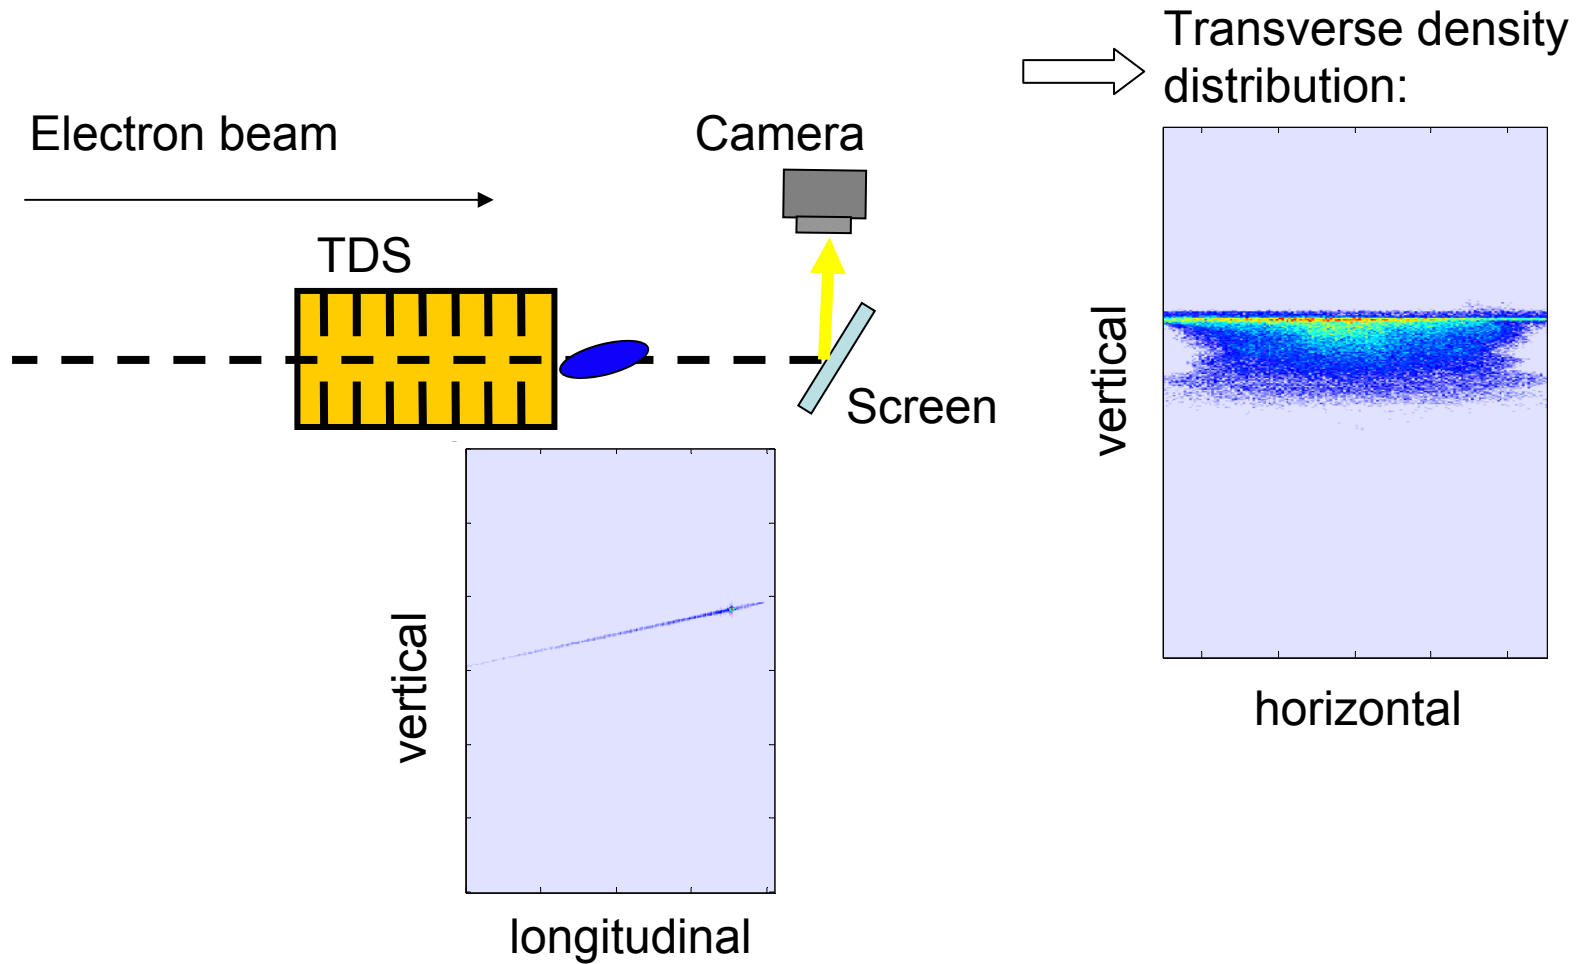 Transverse density
distribution:
Electron beam
Camera
TDS
Screen
vertical
horizontal
vertical
longitudinal